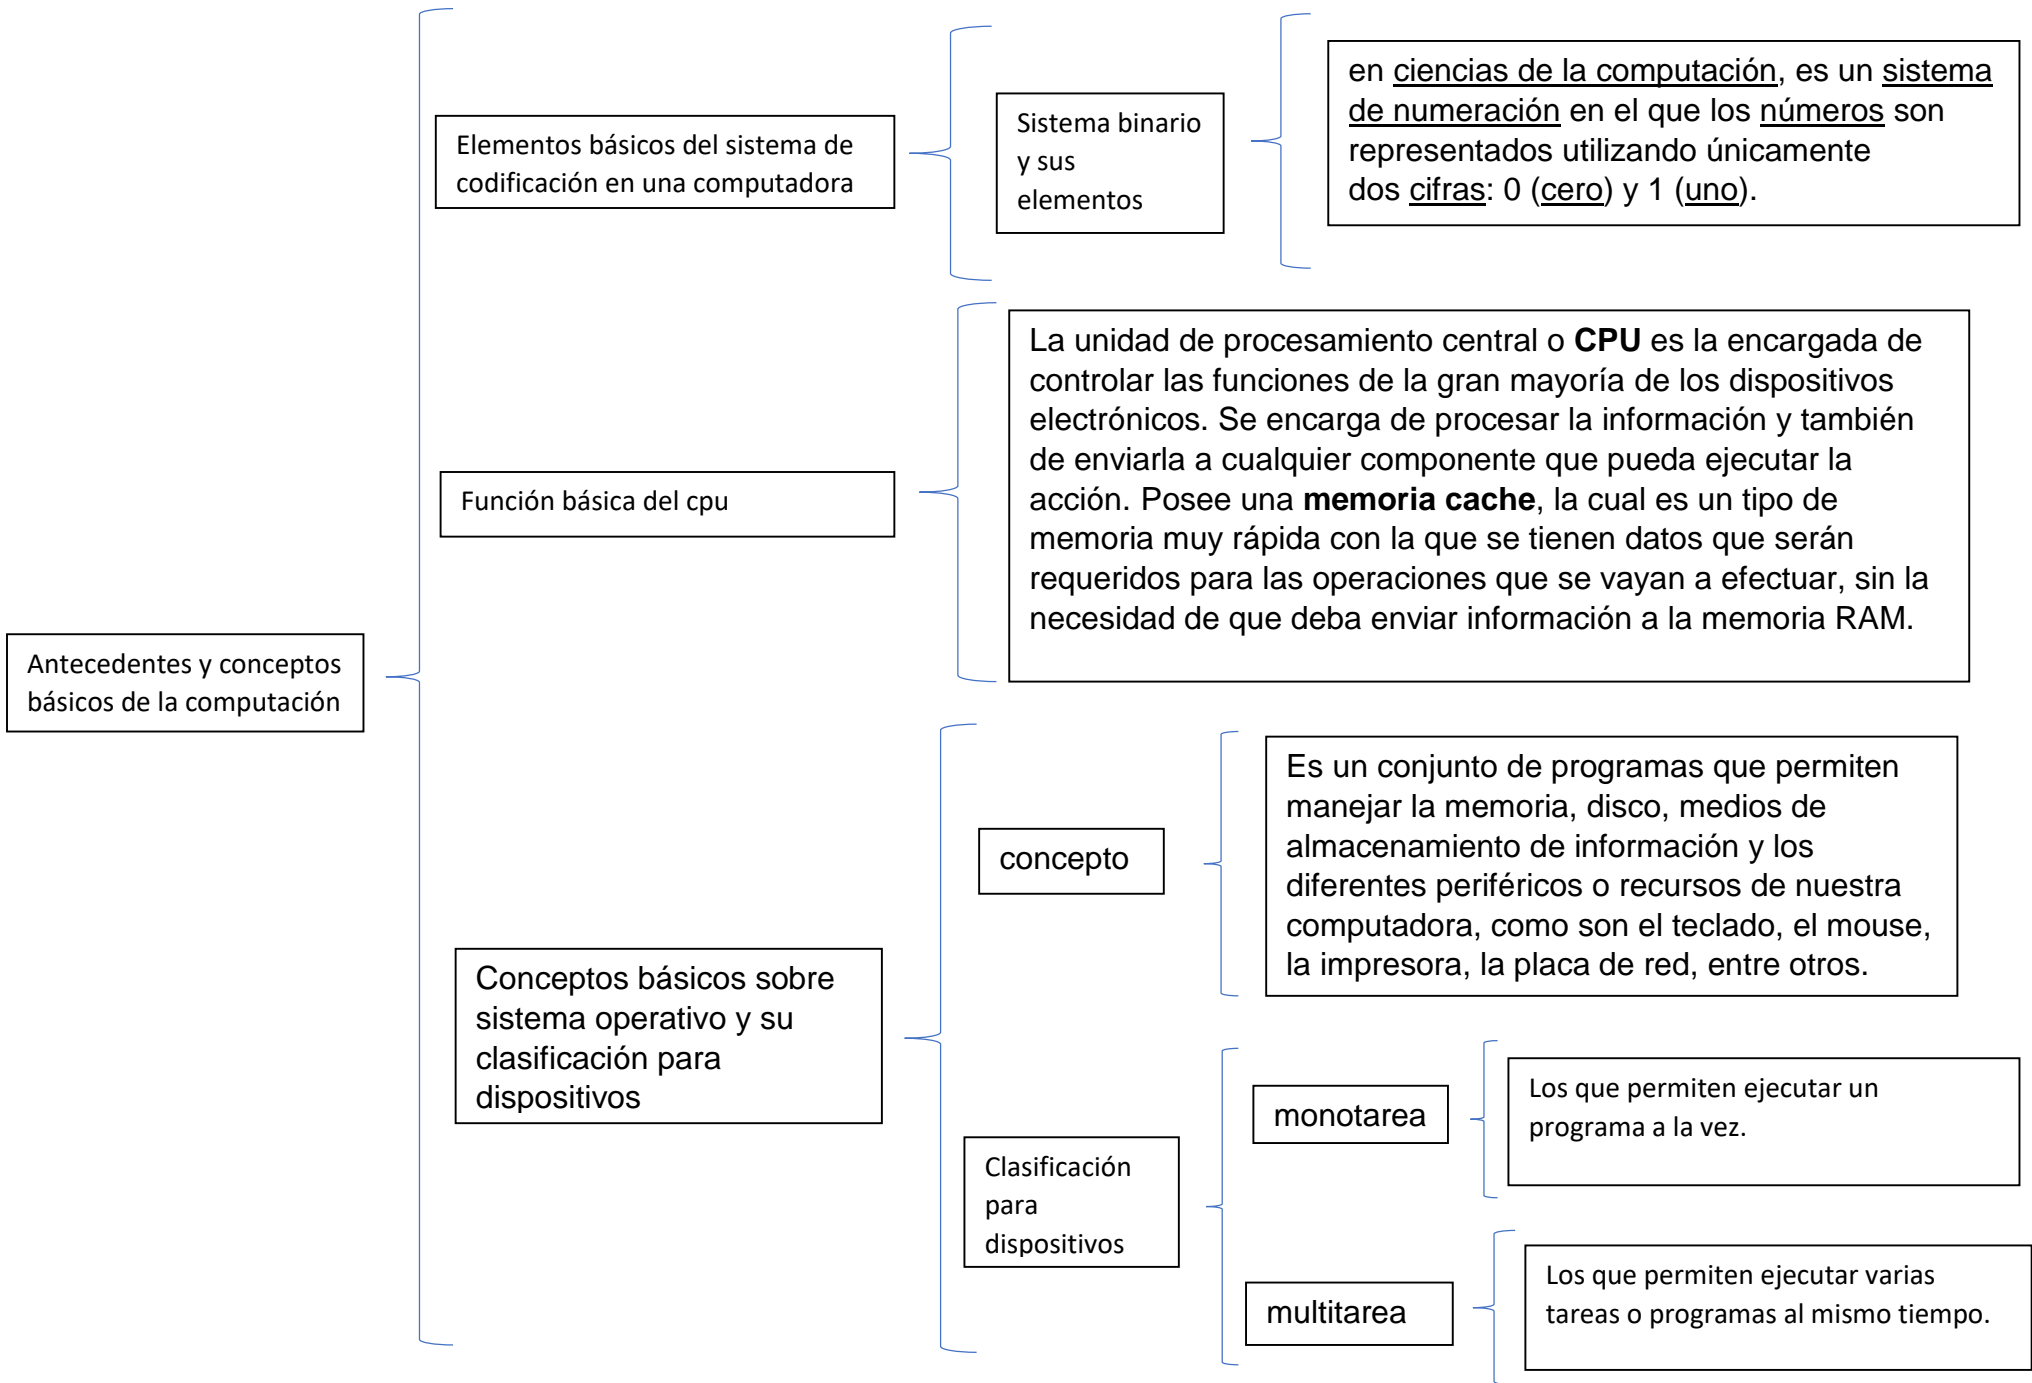 Antecedentes y conceptos
básicos de la computación
Elementos básicos del sistema de
codificación en una computadora
Sistema binario
y sus
elementos
en ciencias de la computación, es un sistema
de numeración en el que los números son
representados utilizando únicamente
dos cifras: 0 (cero) y 1 (uno).
Función básica del cpu
La unidad de procesamiento central o CPU es la encargada de
controlar las funciones de la gran mayoría de los dispositivos
electrónicos. Se encarga de procesar la información y también
de enviarla a cualquier componente que pueda ejecutar la
acción. Posee una memoria cache, la cual es un tipo de
memoria muy rápida con la que se tienen datos que serán
requeridos para las operaciones que se vayan a efectuar, sin la
necesidad de que deba enviar información a la memoria RAM.
Conceptos básicos sobre
sistema operativo y su
clasificación para
dispositivos
concepto
Es un conjunto de programas que permiten
manejar la memoria, disco, medios de
almacenamiento de información y los
diferentes periféricos o recursos de nuestra
computadora, como son el teclado, el mouse,
la impresora, la placa de red, entre otros.
Clasificación
para
dispositivos
monotarea
Los que permiten ejecutar un
programa a la vez.
multitarea
Los que permiten ejecutar varias
tareas o programas al mismo tiempo.